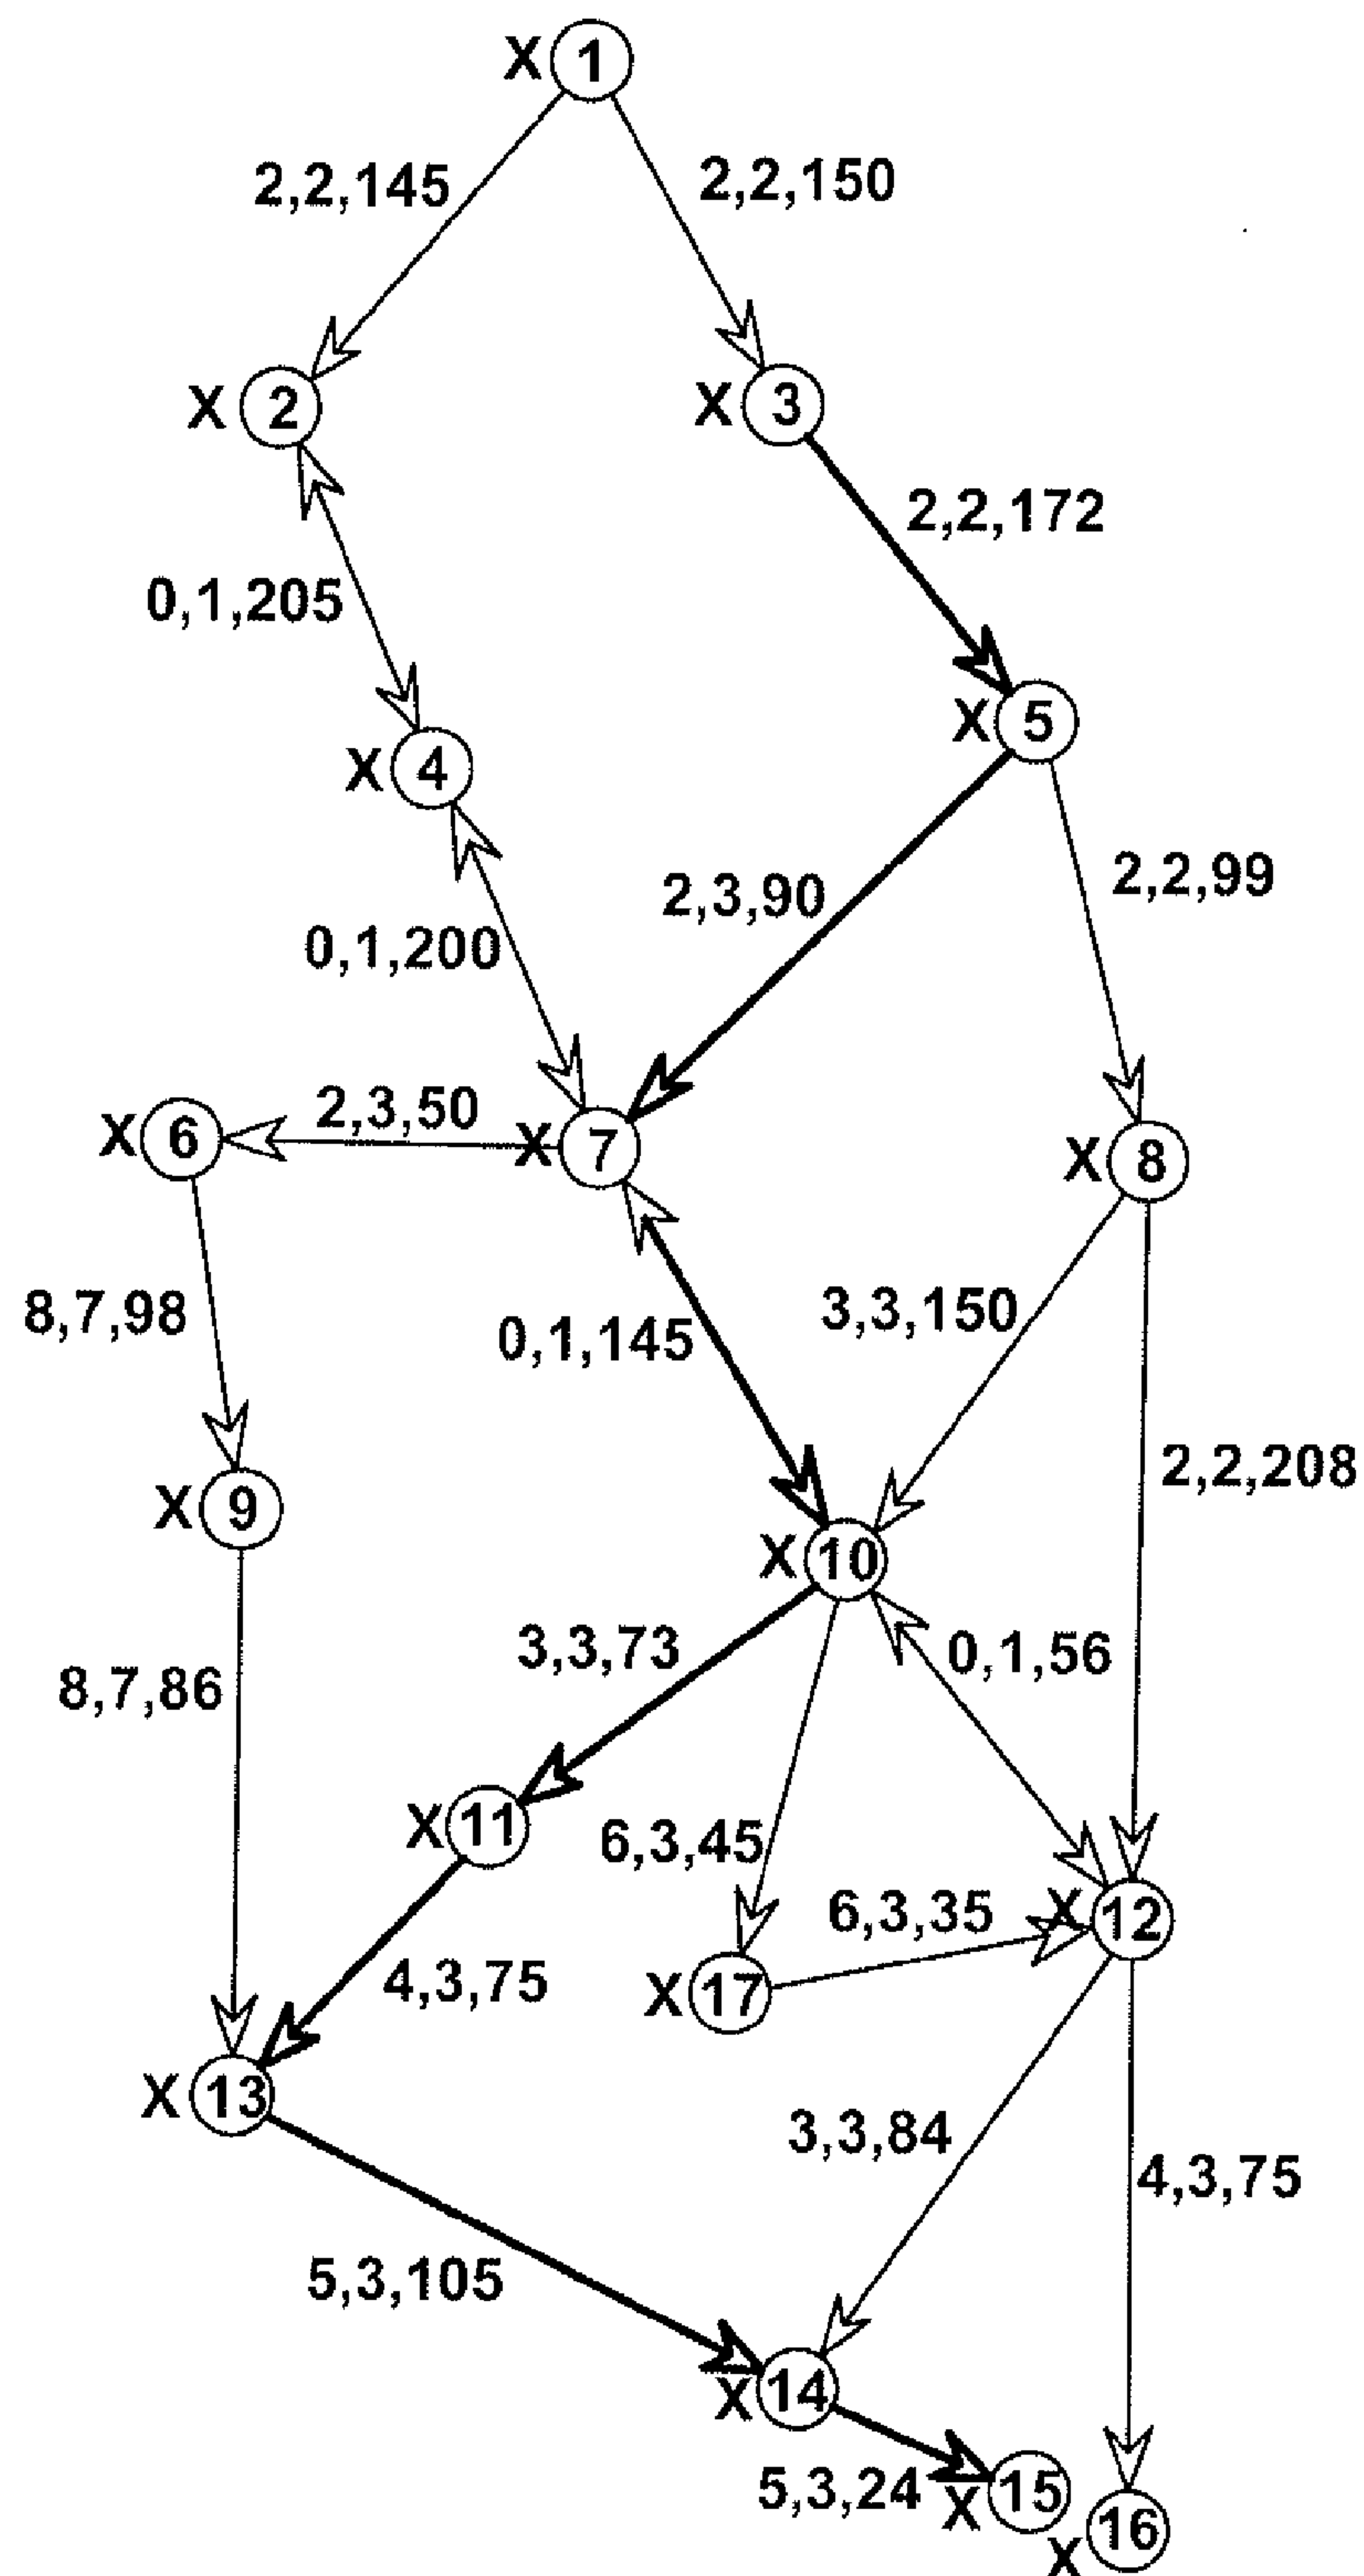 X 1
2,2,145 2,2,150
X 2 X 3
2,2,172
0,1,205
X 5
X 4
2,3,90 2,2,99
0,1,200
X 6 2,3,50 X 7 X 8
8,7,98 0,1,145 3,3,150
2,2,208
X 9
X 10
3,3,73 0,1,56
8,7,86
X 11 6,3,45
6,3,35 X 12
4,3,75 X 17
X 13
3,3,84 4,3,75
5,3,105
X 14
5,3,24 X 15
X 16